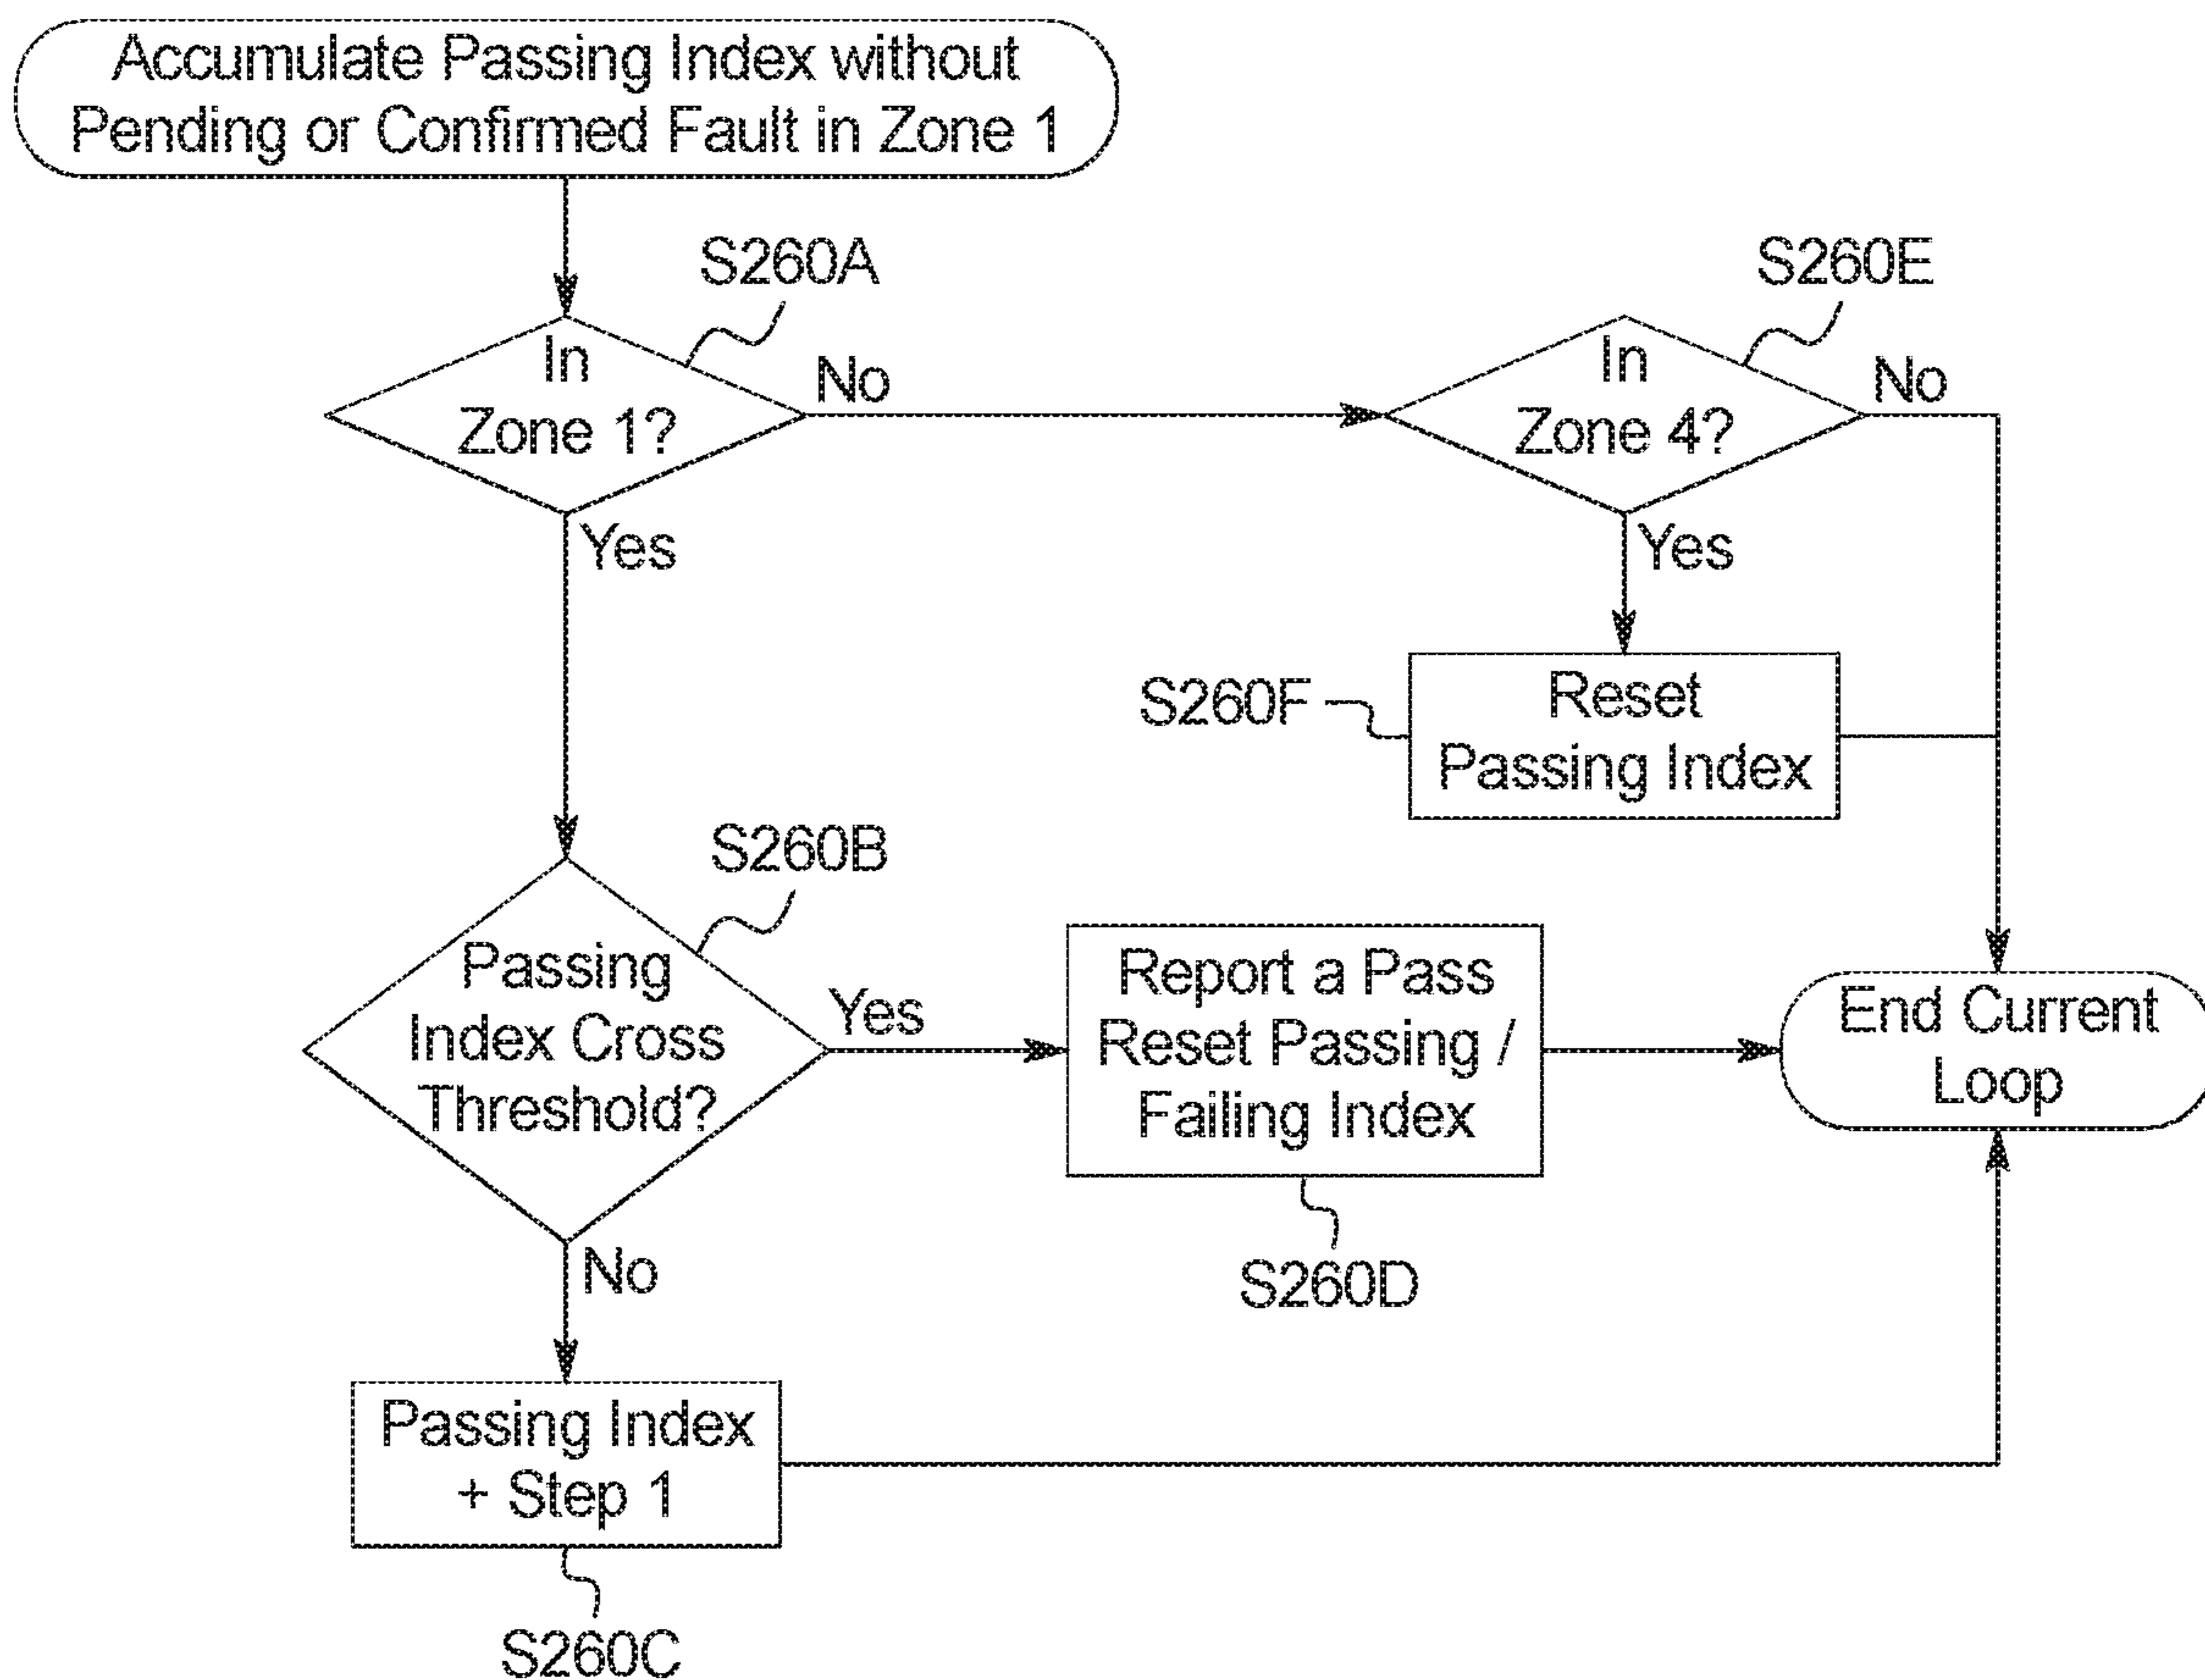 Accumulate Passing Index without
Pending or Confirmed Fault in Zone 1
S260A
In
Zone 1?
No
Yes
S260E
In
Zone 4?
No
Yes
S260F
Reset
Passing Index
S260B
Passing
Index Cross
Threshold?
Yes
No
Report a Pass
Reset Passing /
Failing Index
S260D
End Current
Loop
Passing Index
+ Step 1
S260C